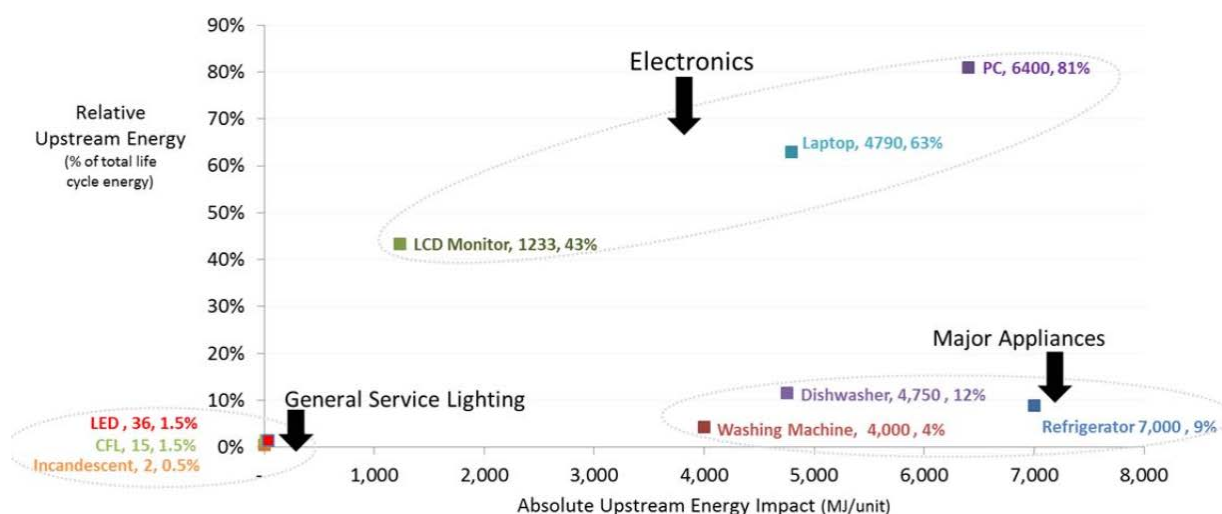 90%
80%
70%
60%
50%
40%
30%
20%
10%
0%
Relative
Upstream Energy
(% of total life
cycle energy)
Electronics
PC, 6400, 81%
Laptop, 4790, 63%
LCD Monitor, 1233, 43%
Major Appliances
Dishwasher, 4,750 , 12%
Washing Machine, 4,000 , 4%
Refrigerator 7,000 , 9%
General Service Lighting
LED , 36, 1.5%
CFL, 15, 1.5%
Incandescent, 2, 0.5%
- 1,000 2,000 3,000 4,000 5,000 6,000 7,000 8,000
Absolute Upstream Energy Impact (MJ/unit)